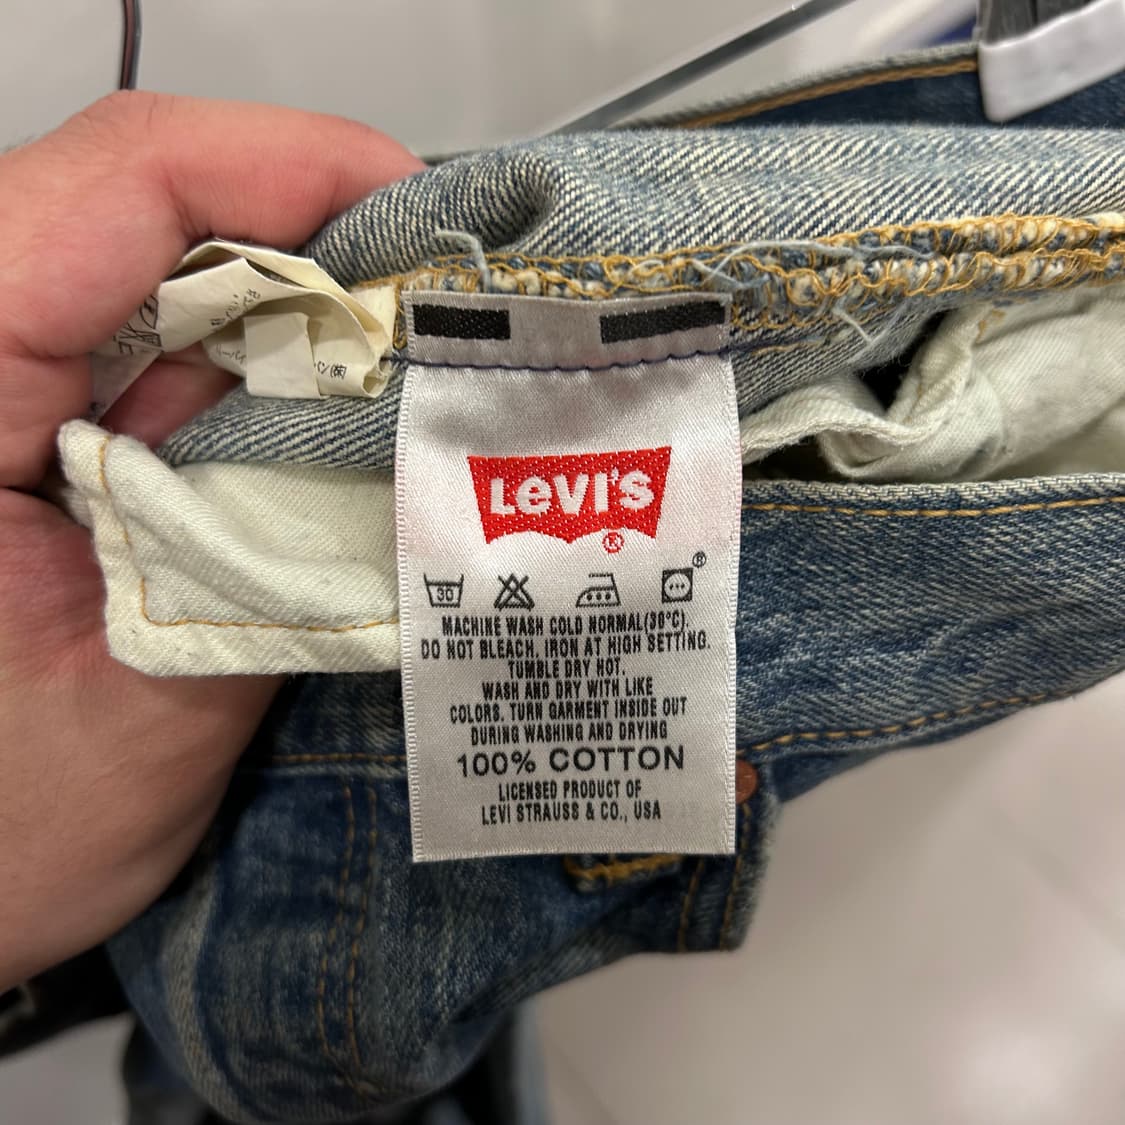 LEVI'S
®
30
®
MACHINE WASH COLD NORMAL(30°C).
DO NOT BLEACH. IRON AT HIGH SETTING.
TUMBLE DRY HOT.
WASH AND DRY WITH LIKE
COLORS. TURN GARMENT INSIDE OUT
DURING WASHING AND DRYING
100% COTTON
LICENSED PRODUCT OF
LEVI STRAUSS & CO., USA